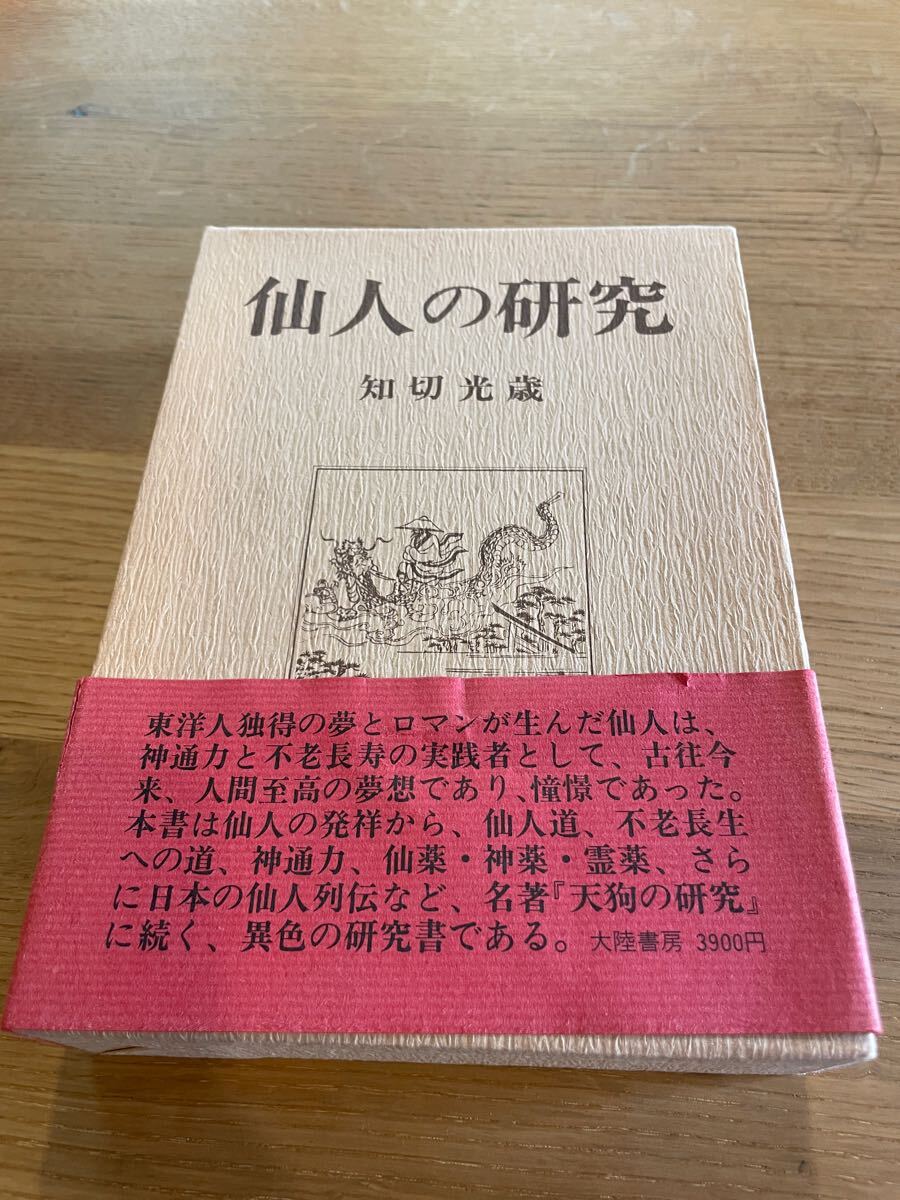 仙人の研究
知切光歳
東洋人独得の夢とロマンが生んだ仙人は、
神通力と不老長寿の実践者として、古往今
来、人間至高の夢想であり、憧憬であった。
本書は仙人の発祥から、仙人道、不老長生
への道、神通力、仙薬・神薬・霊薬、さら
に日本の仙人列伝など、名著『天狗の研究』
に続く、異色の研究書である。 大陸書房 3900円